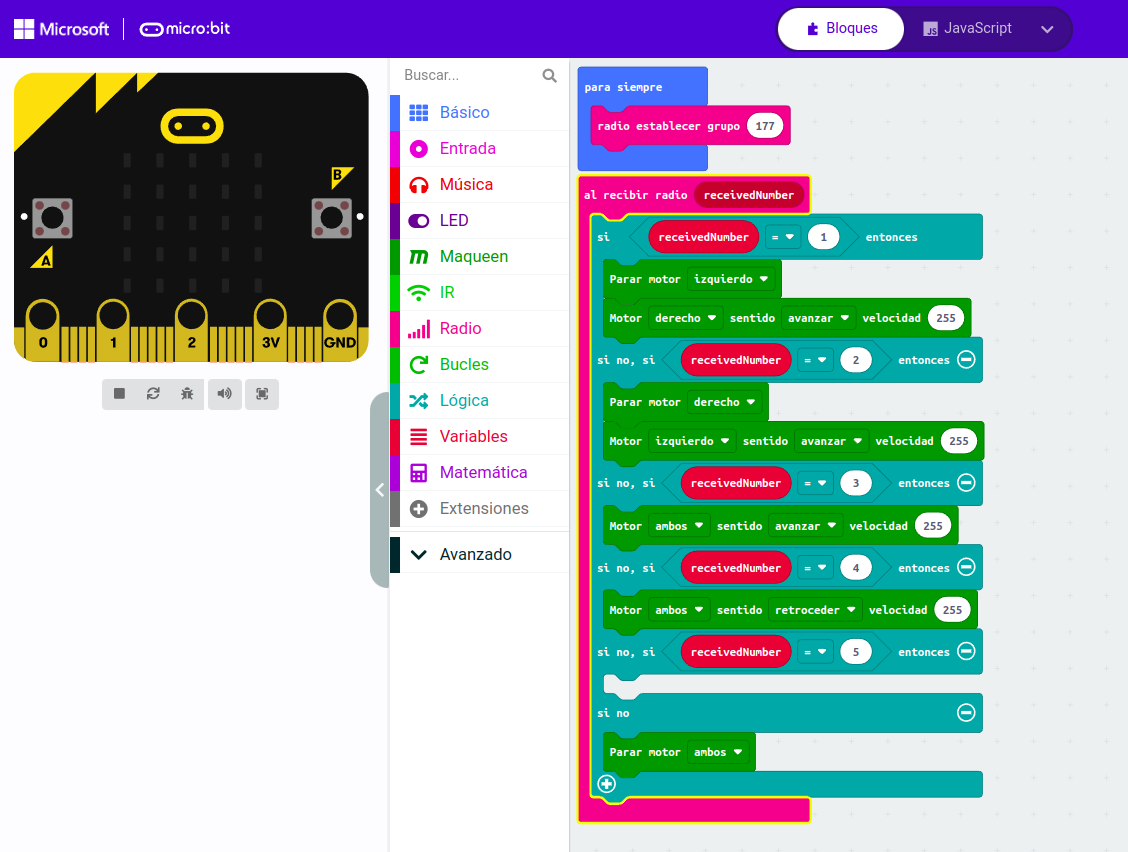 Microsoft micro:bit
Bloques JavaScript
B
A
0 1 2 3V GND
Buscar...
Básico
Entrada
Música
LED
Maqueen
IR
Radio
Bucles
Lógica
Variables
Matemática
Extensiones
Avanzado
para siempre
radio establecer grupo 177
al recibir radio receivedNumber
si receivedNumber = 1 entonces
Parar motor izquierdo
Motor derecho sentido avanzar velocidad 255
si no, si receivedNumber = 2 entonces
Parar motor derecho
Motor izquierdo sentido avanzar velocidad 255
si no, si receivedNumber = 3 entonces
Motor ambos sentido avanzar velocidad 255
si no, si receivedNumber = 4 entonces
Motor ambos sentido retroceder velocidad 255
si no, si receivedNumber = 5 entonces
si no
Parar motor ambos